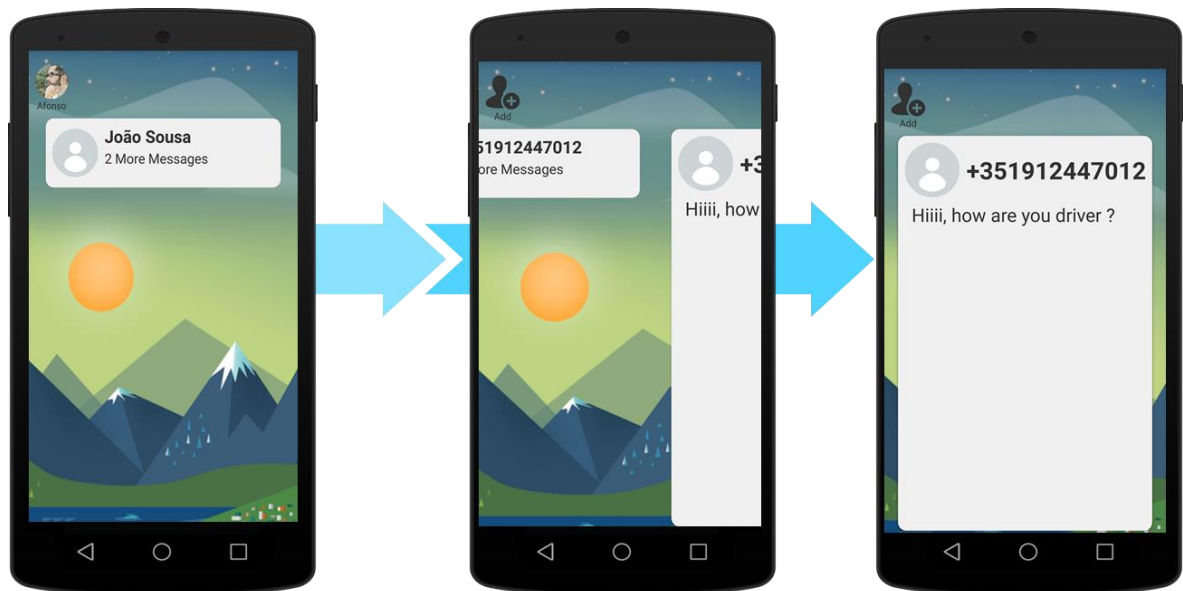 Afonso
João Sousa
2 More Messages
Add
51912447012
ore Messages
+3
Hiiii, how
Add
+351912447012
Hiiii, how are you driver ?